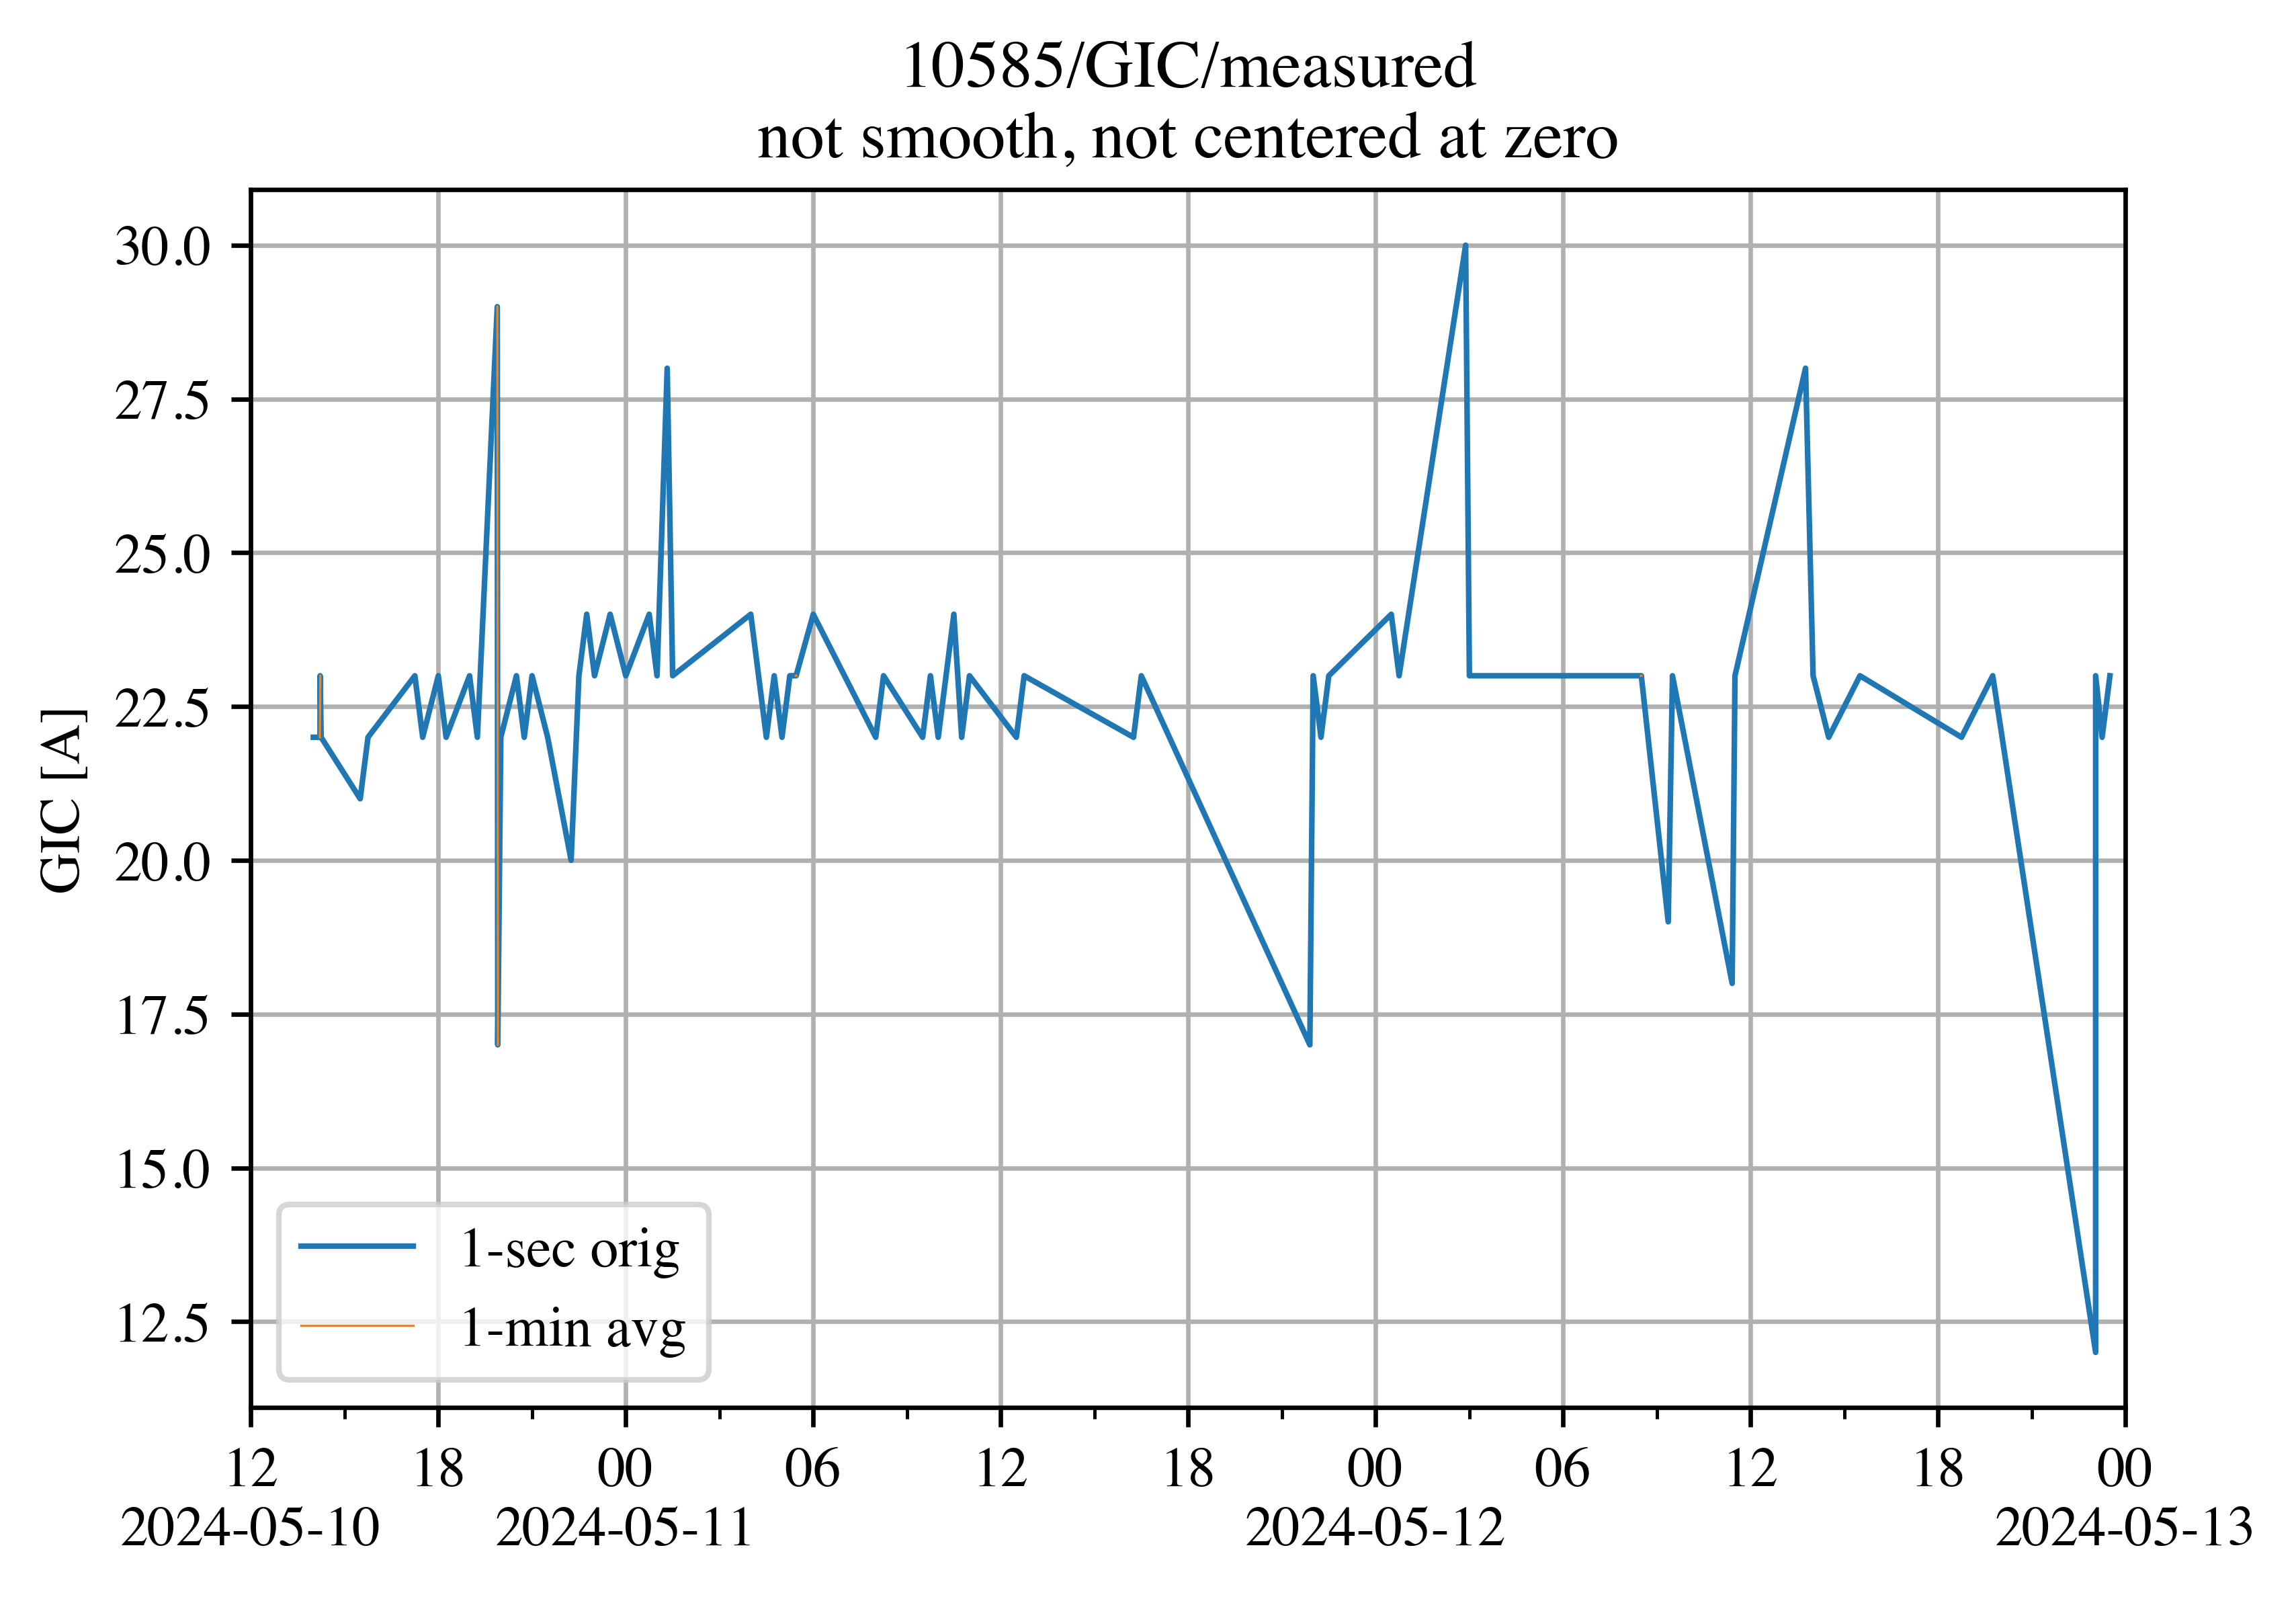 10585/GIC/measured
not smooth, not centered at zero
GIC [A]
30.0
27.5
25.0
22.5
20.0
17.5
15.0
12.5
1-sec orig
1-min avg
12 18 00 06 12 18 00 06 12 18 00
2024-05-10 2024-05-11 2024-05-12 2024-05-13